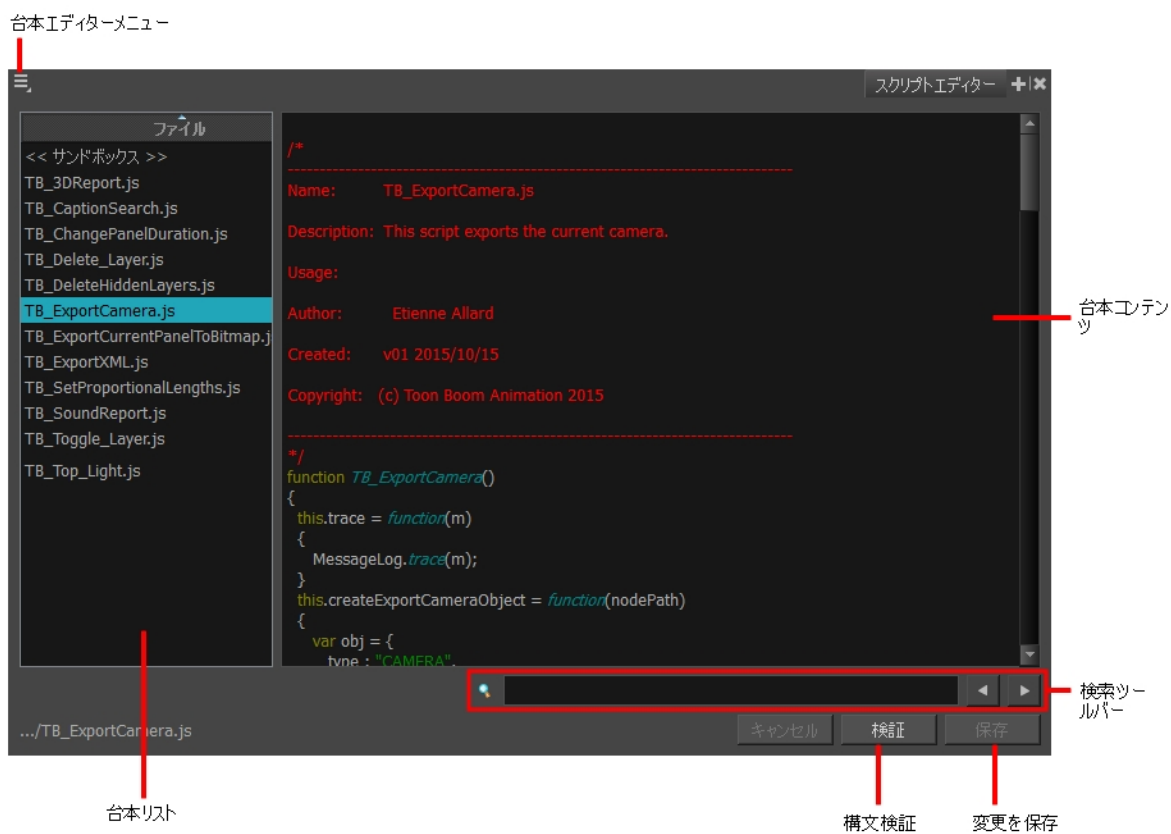 台本エディターメニュー
スクリプトエディター
ファイル
<< サンドボックス >>
TB_3DReport.js
TB_CaptionSearch.js
TB_ChangePanelDuration.js
TB_Delete_Layer.js
TB_DeleteHiddenLayers.js
TB_ExportCamera.js
TB_ExportCurrentPanelToBitmap.j
TB_ExportXML.js
TB_SetProportionalLengths.js
TB_SoundReport.js
TB_Toggle_Layer.js
TB_Top_Light.js
/*
--------------------------------------------------------------------------------
Name: TB_ExportCamera.js
Description: This script exports the current camera.
Usage:
Author: Etienne Allard
Created: v01 2015/10/15
Copyright: (c) Toon Boom Animation 2015
--------------------------------------------------------------------------------
*/
function TB_ExportCamera()
{
this.trace = function(m)
{
MessageLog.trace(m);
}
this.createExportCameraObject = function(nodePath)
{
var obj = {
type : "CAMERA",
台本コンテン
ツ
検索ツー
ルバー
.../TB_ExportCamera.js
キャンセル
検証
保存
台本リスト
構文検証
変更を保存